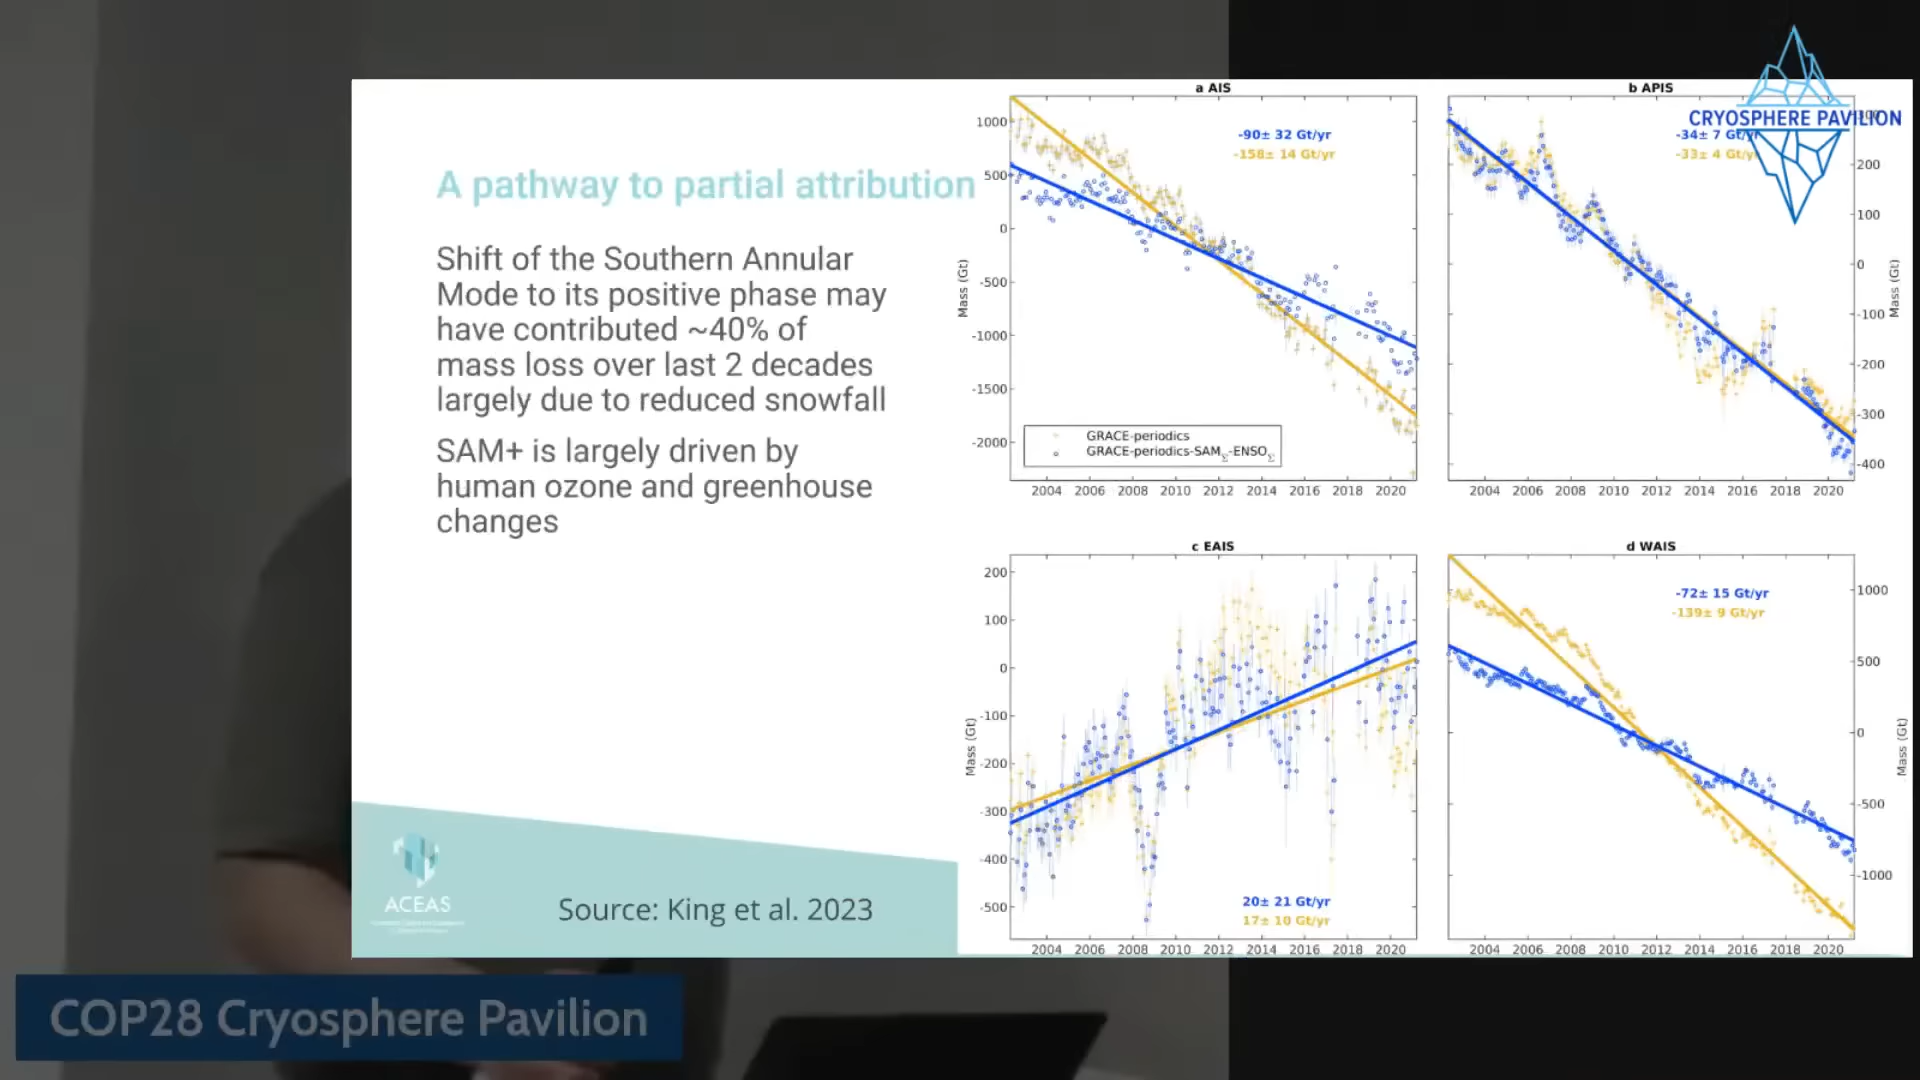 CRYOSPHERE PAVILION
A pathway to partial attribution
Shift of the Southern Annular
Mode to its positive phase may
have contributed ~40% of
mass loss over last 2 decades
largely due to reduced snowfall
SAM+ is largely driven by
human ozone and greenhouse
changes
ACEAS
Source: King et al. 2023
a AIS
-90± 32 Gt/yr
-158± 14 Gt/yr
Mass (Gt)
1000
500
0
-500
-1000
-1500
-2000
GRACE-periodics
GRACE-periodics-SAMΣ-ENSOΣ
2004 2006 2008 2010 2012 2014 2016 2018 2020
b APIS
-34± 7 Gt/yr
-33± 4 Gt/yr
200
100
0
-100
-200
-300
-400
Mass (Gt)
2004 2006 2008 2010 2012 2014 2016 2018 2020
c EAIS
Mass (Gt)
200
100
0
-100
-200
-300
-400
-500
20± 21 Gt/yr
17± 10 Gt/yr
2004 2006 2008 2010 2012 2014 2016 2018 2020
d WAIS
-72± 15 Gt/yr
-139± 9 Gt/yr
1000
500
0
-500
-1000
Mass (Gt)
2004 2006 2008 2010 2012 2014 2016 2018 2020
COP28 Cryosphere Pavilion